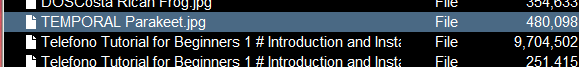 DOSCosta Rican Frog.jpg File 354,633
TEMPORAL Parakeet.jpg File 480,098
Telefono Tutorial for Beginners 1 # Introduction and Insta File 9,704,502
Telefono Tutorial for Beginners 1 # Introduction and Insta File 251,415